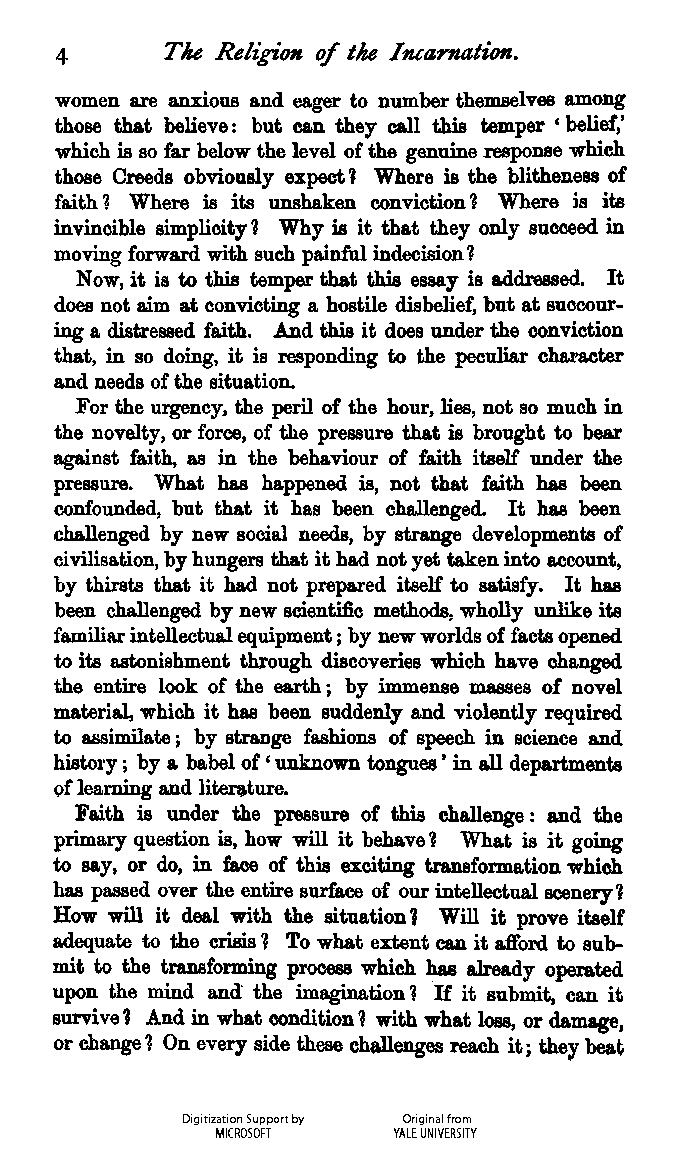 4 The Religion of the Incarnation.
women are anxious and eager to number themselves among
those that believe: but can they call this temper ‘belief,’
which is so far below the level of the genuine response which
those Creeds obviously expect? Where is the blitheness of
faith? Where is its unshaken conviction? Where is its
invincible simplicity? Why is it that they only succeed in
moving forward with such painful indecision?
Now, it is to this temper that this essay is addressed. It
does not aim at convicting a hostile disbelief, but at succour-
ing a distressed faith. And this it does under the conviction
that, in so doing, it is responding to the peculiar character
and needs of the situation.
For the urgency, the peril of the hour, lies, not so much in
the novelty, or force, of the pressure that is brought to bear
against faith, as in the behaviour of faith itself under the
pressure. What has happened is, not that faith has been
confounded, but that it has been challenged. It has been
challenged by new social needs, by strange developments of
civilisation, by hungers that it had not yet taken into account,
by thirsts that it had not prepared itself to satisfy. It has
been challenged by new scientific methods, wholly unlike its
familiar intellectual equipment; by new worlds of facts opened
to its astonishment through discoveries which have changed
the entire look of the earth; by immense masses of novel
material, which it has been suddenly and violently required
to assimilate; by strange fashions of speech in science and
history; by a babel of ‘unknown tongues’ in all departments
of learning and literature.
Faith is under the pressure of this challenge: and the
primary question is, how will it behave? What is it going
to say, or do, in face of this exciting transformation which
has passed over the entire surface of our intellectual scenery?
How will it deal with the situation? Will it prove itself
adequate to the crisis? To what extent can it afford to sub-
mit to the transforming process which has already operated
upon the mind and the imagination? If it submit, can it
survive? And in what condition? with what loss, or damage,
or change? On every side these challenges reach it; they beat
Digitization Support by
MICROSOFT
Original from
YALE UNIVERSITY